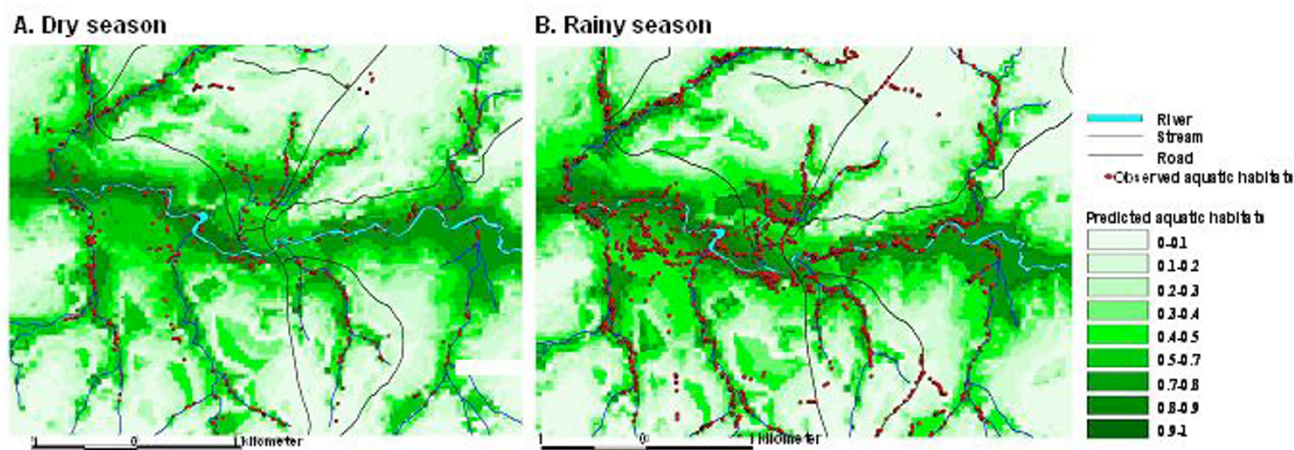 A. Dry season
B. Rainy season
River
Stream
Road
Observed aquatic habitats
Predicted aquatic habitats
0-0.1
0.1-0.2
0.2-0.3
0.3-0.4
0.4-0.5
0.5-0.7
0.7-0.8
0.8-0.9
0.9-1
1 0 1 kilometer
1 0 1 kilometer